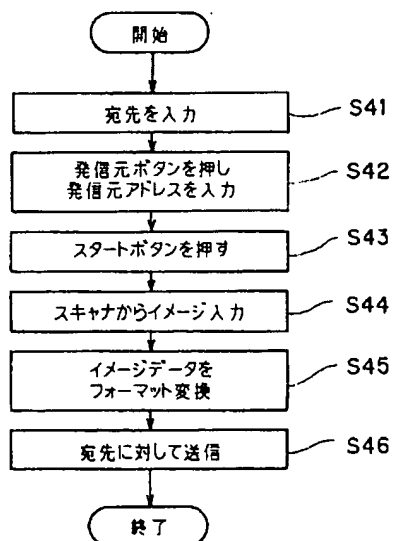 開始
宛先を入力
S41
発信元ボタンを押し
発信元アドレスを入力
S42
スタートボタンを押す
S43
スキャナからイメージ入力
S44
イメージデータを
フォーマット変換
S45
宛先に対して送信
S46
終了